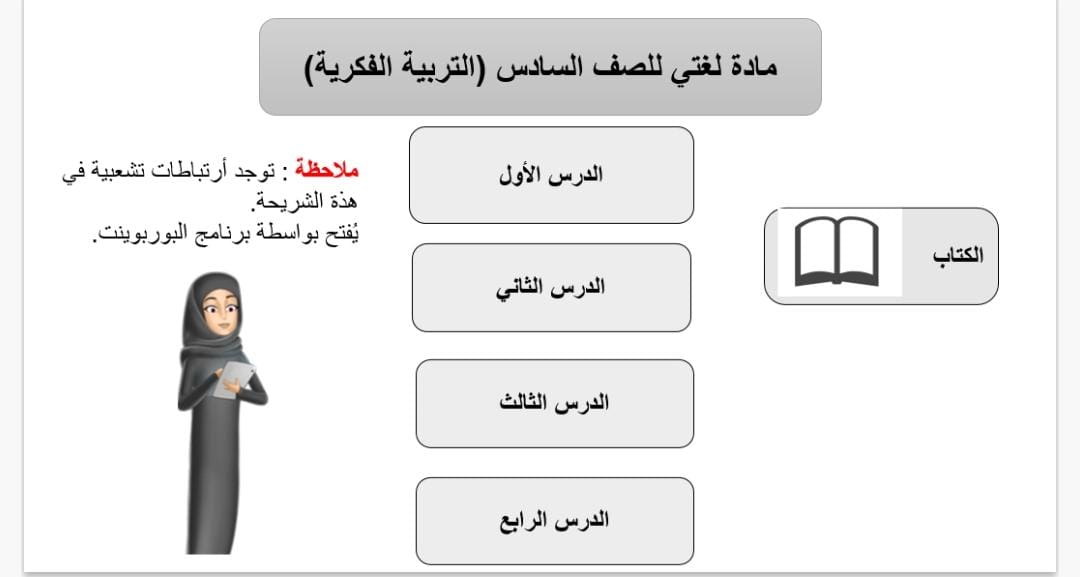 مادة لغتي للصف السادس (التربية الفكرية)
الدرس الأول
ملاحظة : توجد أرتباطات تشعبية في
هذة الشريحة.
يُفتح بواسطة برنامج البوربوينت.
الكتاب
الدرس الثاني
الدرس الثالث
الدرس الرابع